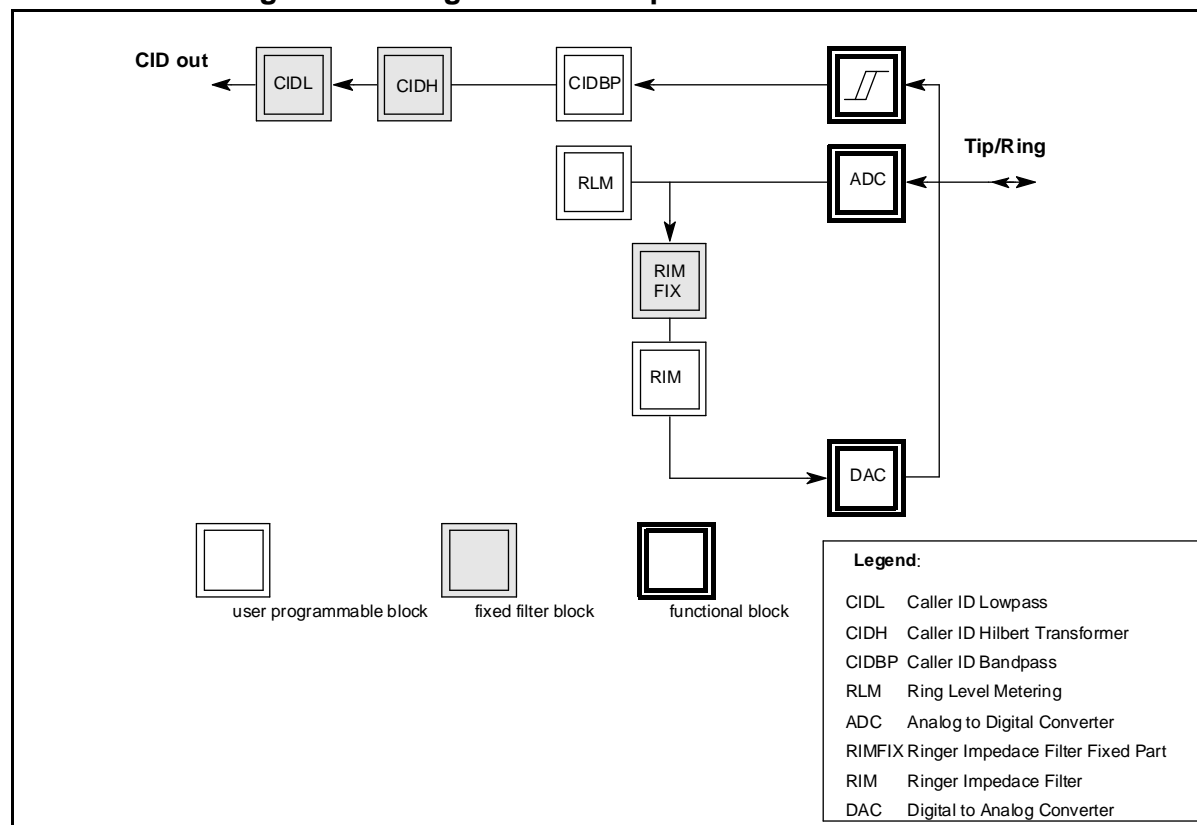 CID out
CIDL
CIDH
CIDBP
Tip/Ring
RLM
ADC
RIM
FIX
RIM
DAC
user programmable block
fixed filter block
functional block
Legend:
CIDL Caller ID Lowpass
CIDH Caller ID Hilbert Transformer
CIDBP Caller ID Bandpass
RLM Ring Level Metering
ADC Analog to Digital Converter
RIMFIX Ringer Impedace Filter Fixed Part
RIM Ringer Impedace Filter
DAC Digital to Analog Converter